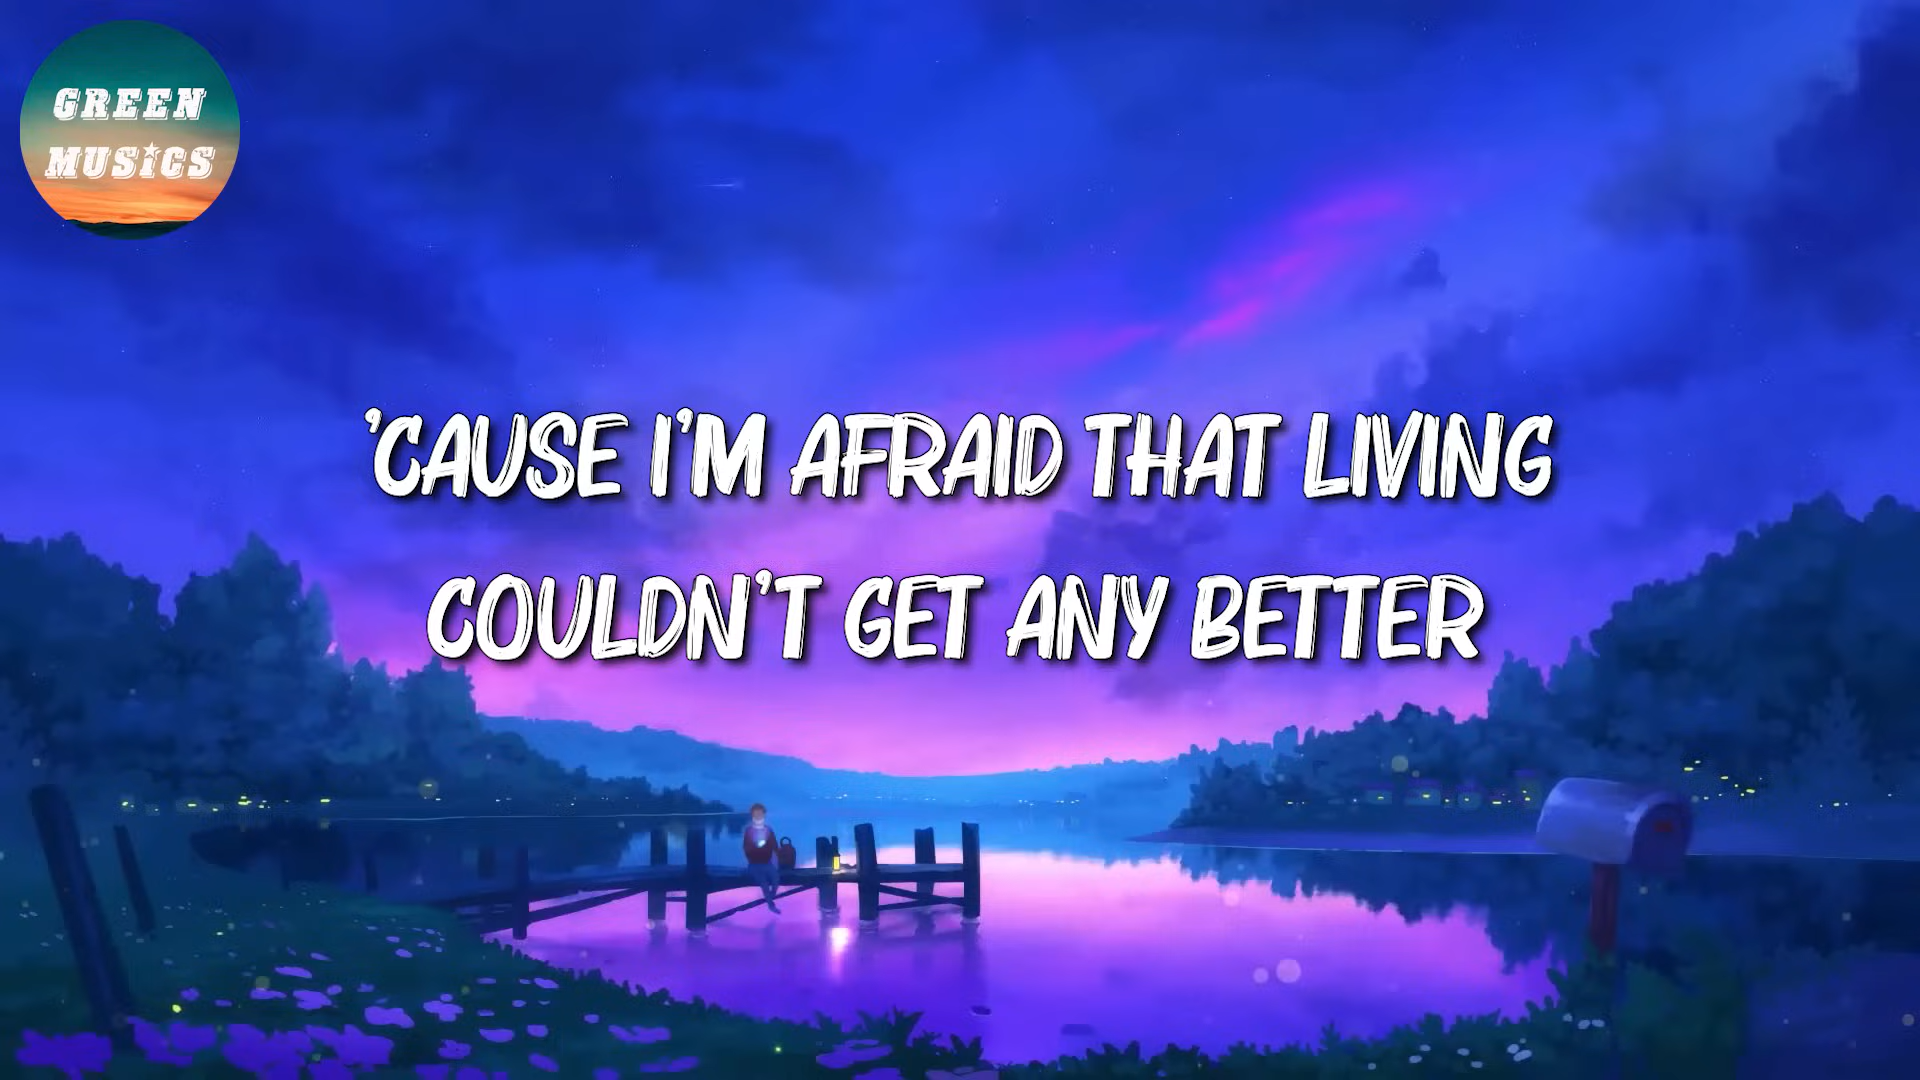 GREEN
MUSICS
'CAUSE I'M AFRAID THAT LIVING
COULDN'T GET ANY BETTER